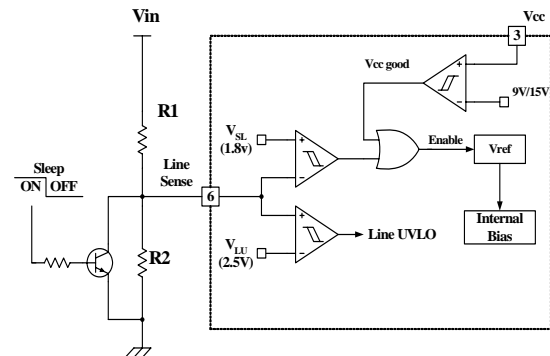 Vin
Vcc
3
Vcc good
+
-
9V/15V
R1
VSL
(1.8v)
+
-
Enable
Vref
Sleep
ON OFF
Line
Sense
6
Internal
Bias
+
-
Line UVLO
VLU
(2.5V)
R2